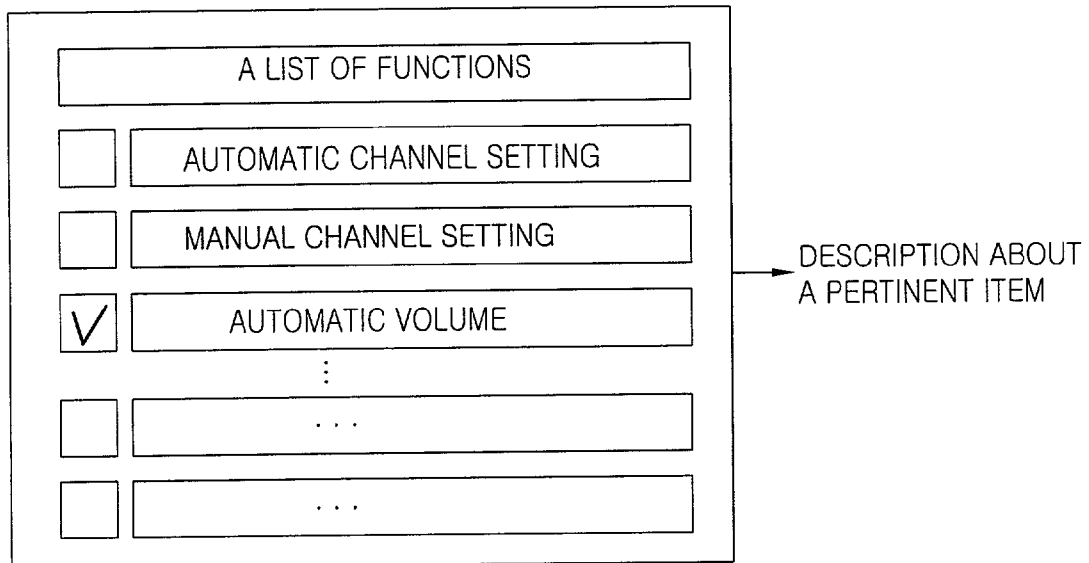 A LIST OF FUNCTIONS
AUTOMATIC CHANNEL SETTING
MANUAL CHANNEL SETTING
V AUTOMATIC VOLUME
⋮
. . .
. . .
DESCRIPTION ABOUT
A PERTINENT ITEM